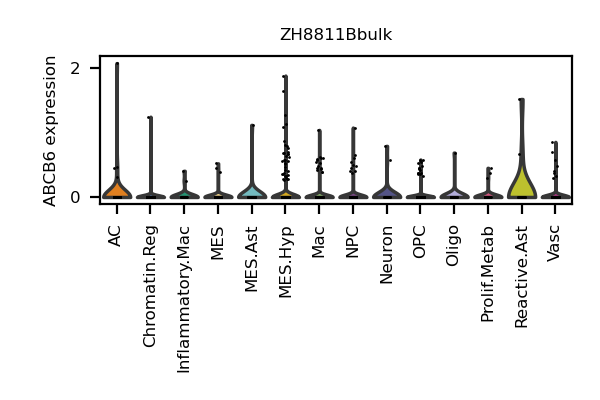 ZH8811Bbulk
ABCB6 expression
2
0
AC
Chromatin.Reg
Inflammatory.Mac
MES
MES.Ast
MES.Hyp
Mac
NPC
Neuron
OPC
Oligo
Prolif.Metab
Reactive.Ast
Vasc